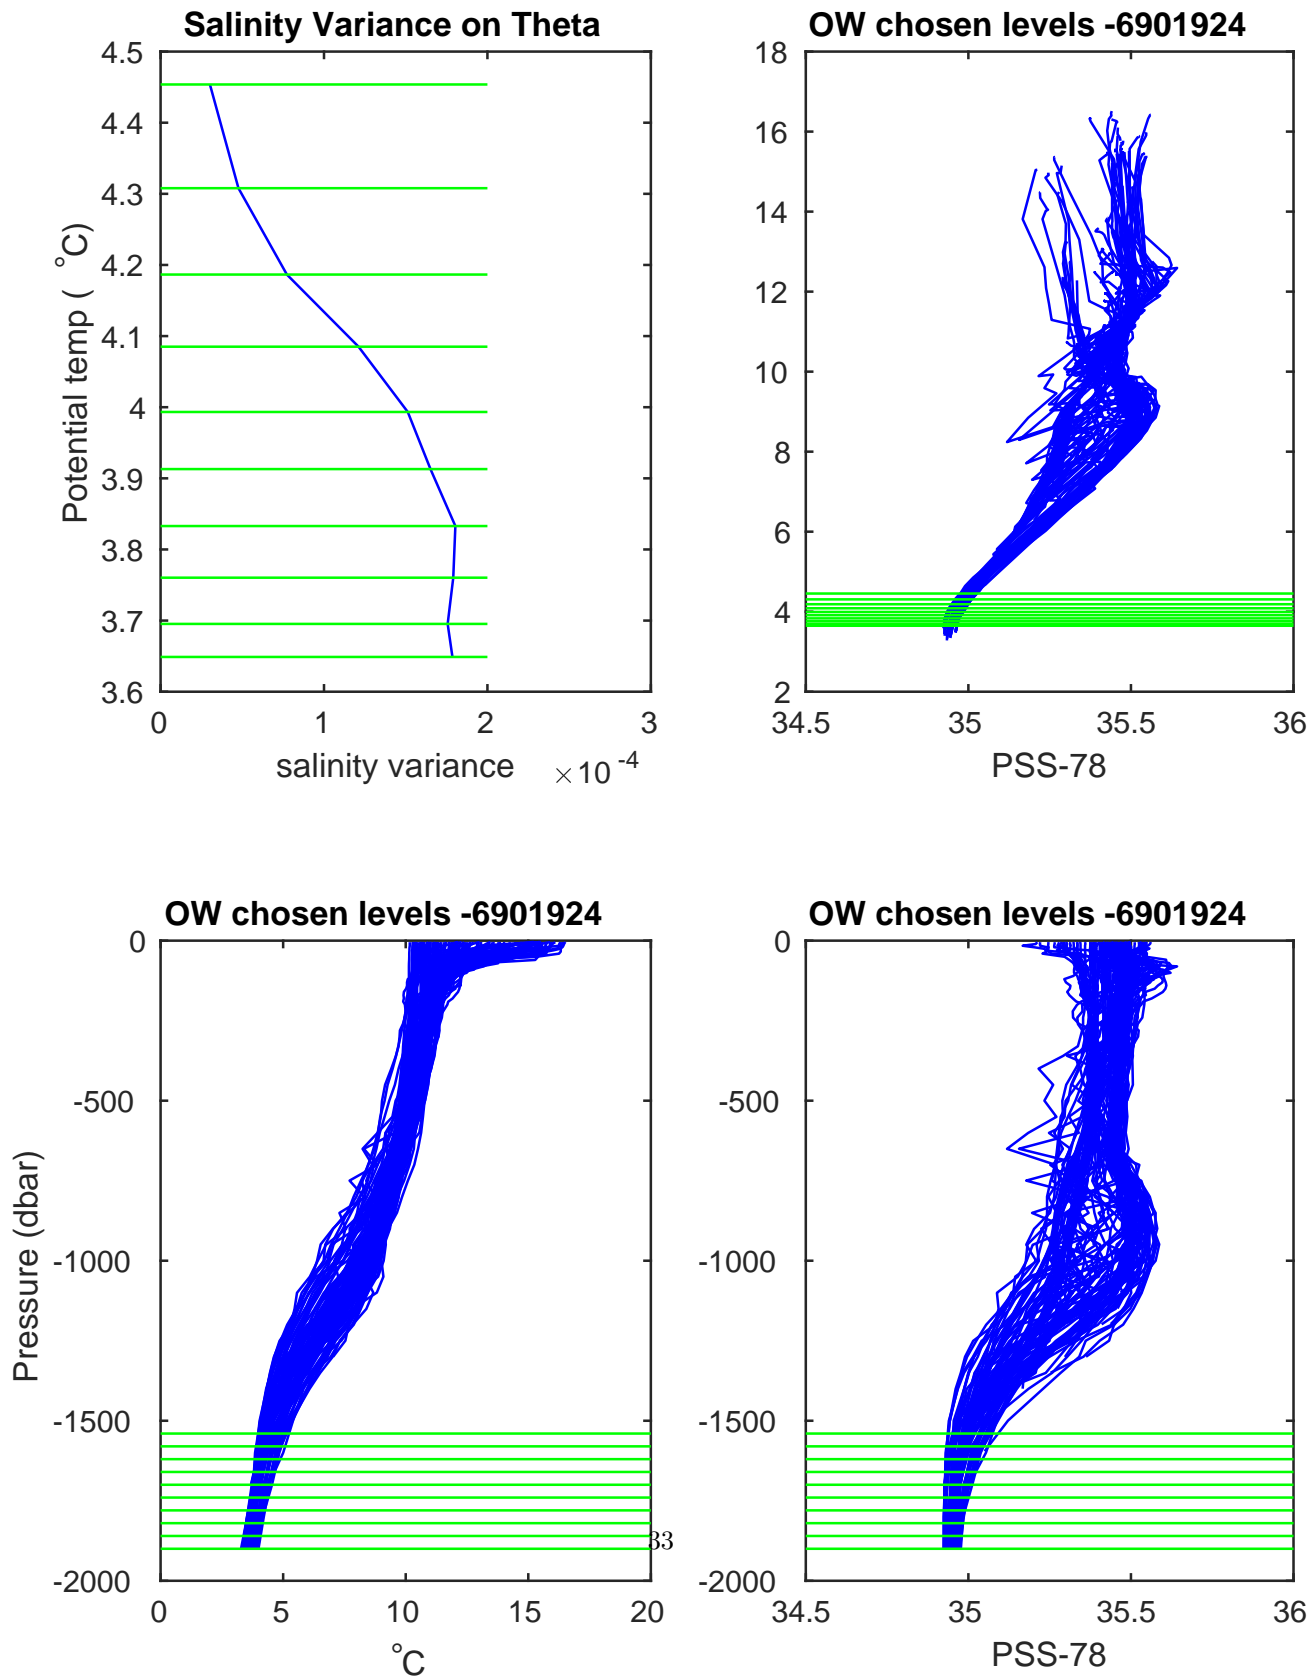 Salinity Variance on Theta
4.5
4.4
4.3
4.2
4.1
4
3.9
3.8
3.7
3.6
Potential temp ( °C)
0 1 2 3
salinity variance ×10^-4
OW chosen levels -6901924
18
16
14
12
10
8
6
4
2
34.5 35 35.5 36
PSS-78
OW chosen levels -6901924
0
-500
-1000
-1500
-2000
Pressure (dbar)
0 5 10 15 20
°C
33
OW chosen levels -6901924
0
-500
-1000
-1500
-2000
34.5 35 35.5 36
PSS-78